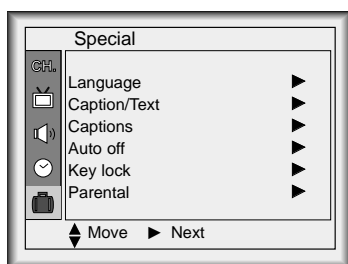 Special
CH.
Language
Caption/Text
Captions
Auto off
Key lock
Parental
Move Next